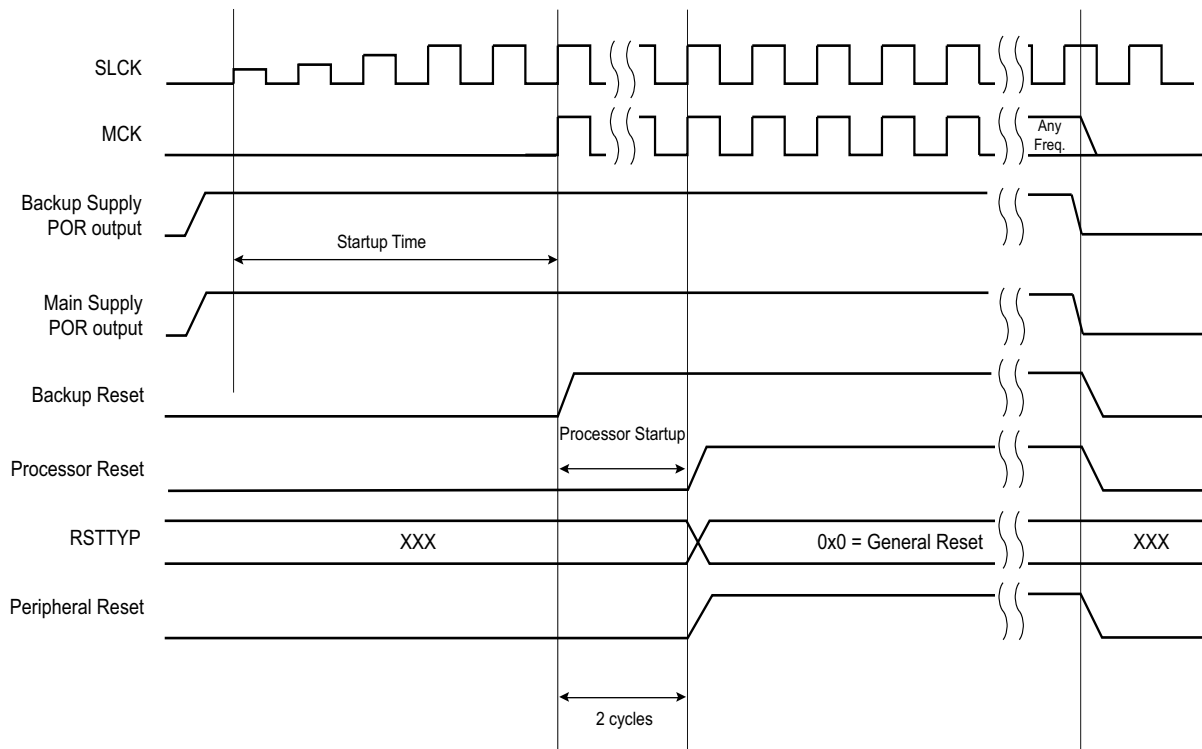 SLCK
MCK
Any
Freq.
Backup Supply
POR output
Startup Time
Main Supply
POR output
Backup Reset
Processor Startup
Processor Reset
RSTTYP
XXX
0x0 = General Reset
XXX
Peripheral Reset
2 cycles